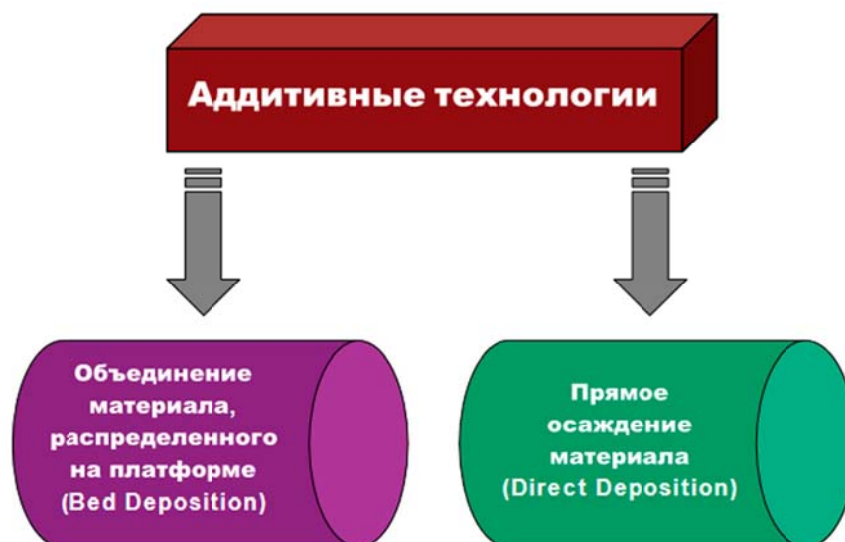 Аддитивные технологии
Объединение
материала,
распределенного
на платформе
(Bed Deposition)
Прямое
осаждение
материала
(Direct Deposition)